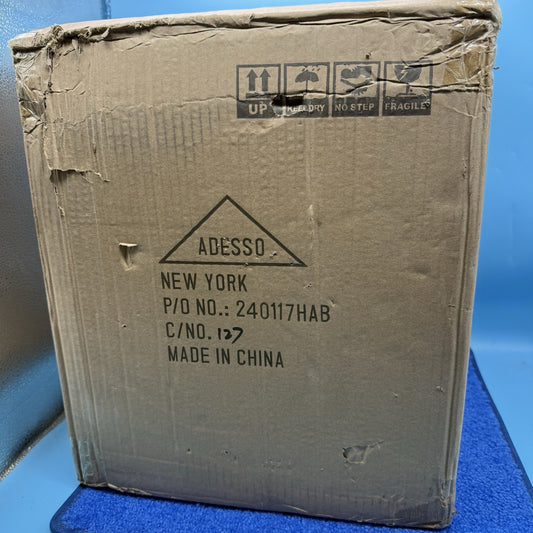 UP KEEP DRY NO STEP FRAGILE
ADESSO
NEW YORK
P/O NO.: 240117HAB
C/NO. 127
MADE IN CHINA